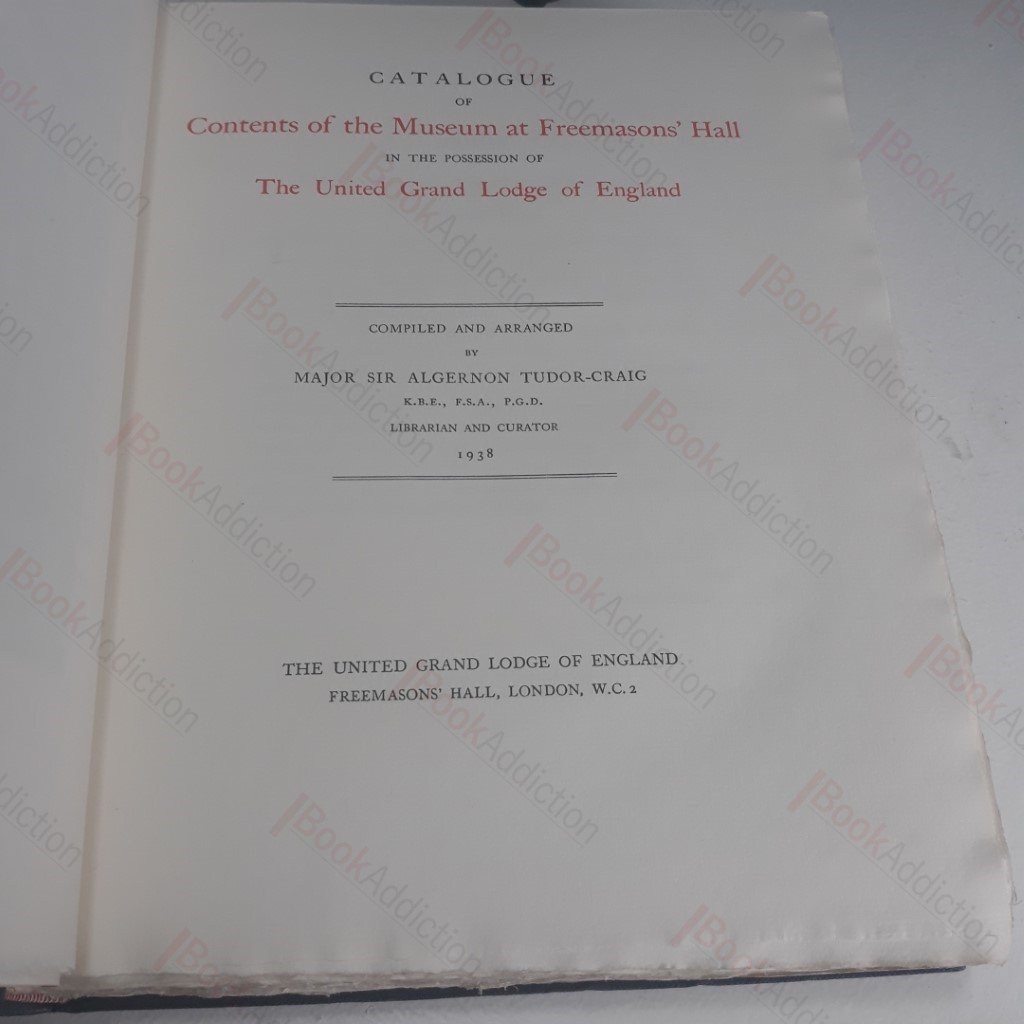 CATALOGUE
OF
Contents of the Museum at Freemasons' Hall
IN THE POSSESSION OF
The United Grand Lodge of England
COMPILED AND ARRANGED
BY
MAJOR SIR ALGERNON TUDOR-CRAIG
K.B.E., F.S.A., P.G.D.
LIBRARIAN AND CURATOR
1938
THE UNITED GRAND LODGE OF ENGLAND
FREEMASONS' HALL, LONDON, W.C.2
BookAddiction